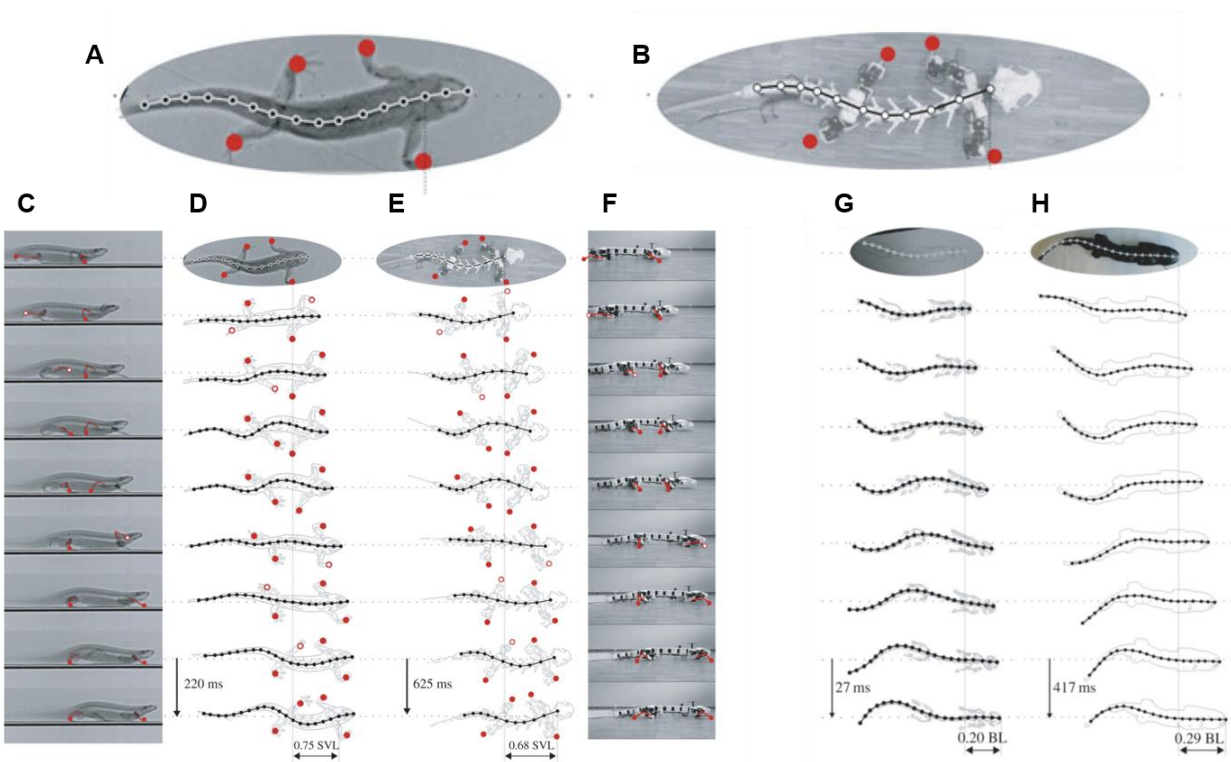 A
B
C
D
E
F
G
H
220 ms
625 ms
27 ms
417 ms
0.75 SVL
0.68 SVL
0.20 BL
0.29 BL